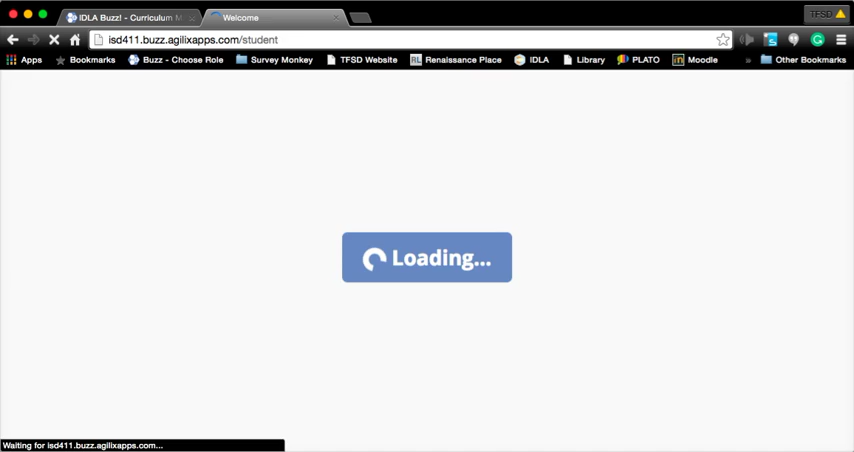 IDLA Buzz! - Curriculum M
Welcome
TFSD
isd411.buzz.agilixapps.com/student
Apps Bookmarks Buzz - Choose Role Survey Monkey TFSD Website RL Renaissance Place IDLA Library PLATO m Moodle » Other Bookmarks
Loading...
Waiting for isd411.buzz.agilixapps.com...